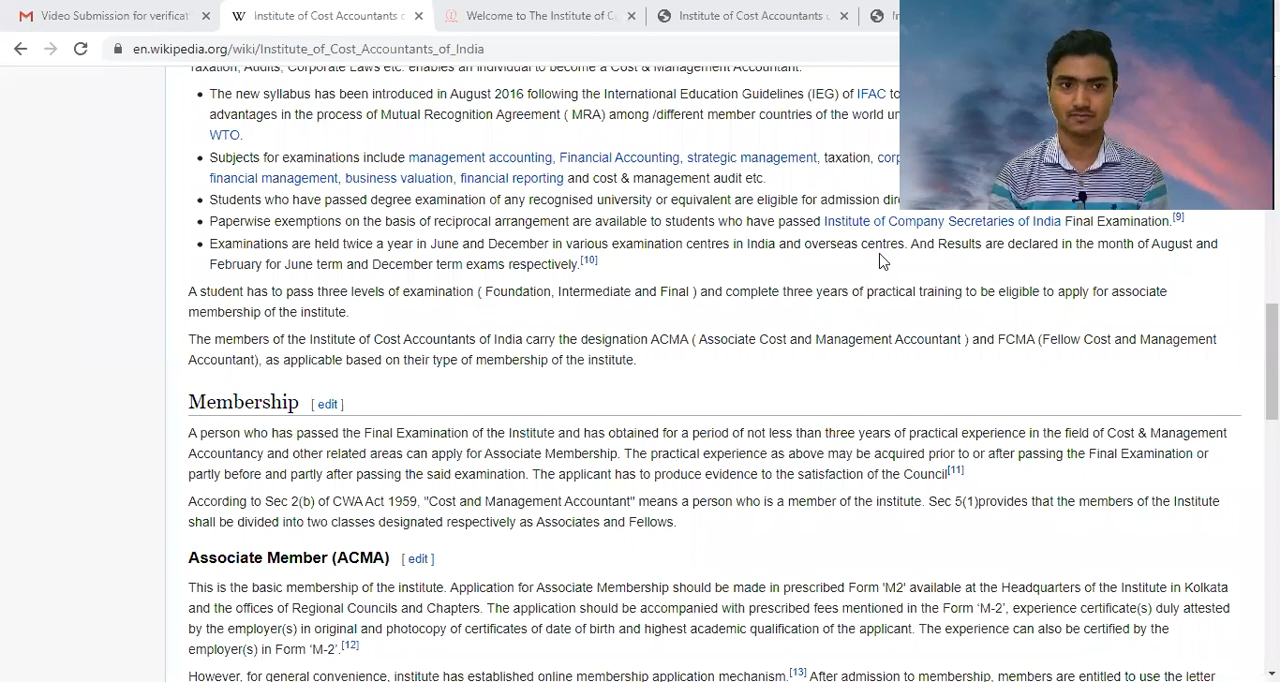 Video Submission for verificat
Institute of Cost Accountants o
Welcome to The Institute of C
Institute of Cost Accountants
en.wikipedia.org/wiki/Institute_of_Cost_Accountants_of_India
Taxation, Audits, Corporate Laws etc. enables an individual to become a Cost & Management Accountant.
The new syllabus has been introduced in August 2016 following the International Education Guidelines (IEG) of IFAC to
advantages in the process of Mutual Recognition Agreement ( MRA) among /different member countries of the world un
WTO.
Subjects for examinations include management accounting, Financial Accounting, strategic management, taxation, corp
financial management, business valuation, financial reporting and cost & management audit etc.
Students who have passed degree examination of any recognised university or equivalent are eligible for admission dir
Paperwise exemptions on the basis of reciprocal arrangement are available to students who have passed Institute of Company Secretaries of India Final Examination.[9]
Examinations are held twice a year in June and December in various examination centres in India and overseas centres. And Results are declared in the month of August and
February for June term and December term exams respectively.[10]
A student has to pass three levels of examination ( Foundation, Intermediate and Final ) and complete three years of practical training to be eligible to apply for associate
membership of the institute.
The members of the Institute of Cost Accountants of India carry the designation ACMA ( Associate Cost and Management Accountant ) and FCMA (Fellow Cost and Management
Accountant), as applicable based on their type of membership of the institute.
Membership [ edit ]
A person who has passed the Final Examination of the Institute and has obtained for a period of not less than three years of practical experience in the field of Cost & Management
Accountancy and other related areas can apply for Associate Membership. The practical experience as above may be acquired prior to or after passing the Final Examination or
partly before and partly after passing the said examination. The applicant has to produce evidence to the satisfaction of the Council[11]
According to Sec 2(b) of CWA Act 1959, "Cost and Management Accountant" means a person who is a member of the institute. Sec 5(1)provides that the members of the Institute
shall be divided into two classes designated respectively as Associates and Fellows.
Associate Member (ACMA) [ edit ]
This is the basic membership of the institute. Application for Associate Membership should be made in prescribed Form 'M2' available at the Headquarters of the Institute in Kolkata
and the offices of Regional Councils and Chapters. The application should be accompanied with prescribed fees mentioned in the Form ‘M-2’, experience certificate(s) duly attested
by the employer(s) in original and photocopy of certificates of date of birth and highest academic qualification of the applicant. The experience can also be certified by the
employer(s) in Form ‘M-2’.[12]
However, for general convenience, institute has established online membership application mechanism.[13] After admission to membership, members are entitled to use the letter